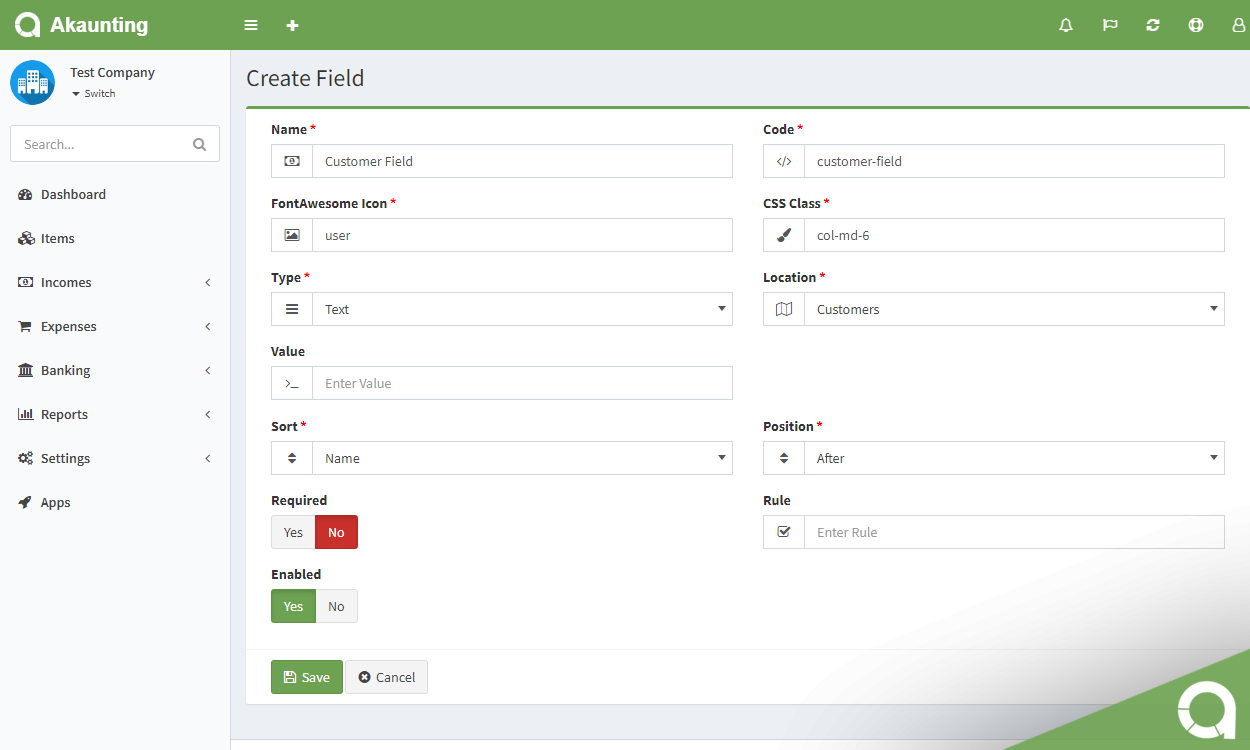 Akaunting
Test Company
Switch
Search...
Dashboard
Items
Incomes
Expenses
Banking
Reports
Settings
Apps
Create Field
Name *
Customer Field
Code *
customer-field
FontAwesome Icon *
user
CSS Class *
col-md-6
Type *
Text
Location *
Customers
Value
Enter Value
Sort *
Name
Position *
After
Required
Yes No
Rule
Enter Rule
Enabled
Yes No
Save Cancel